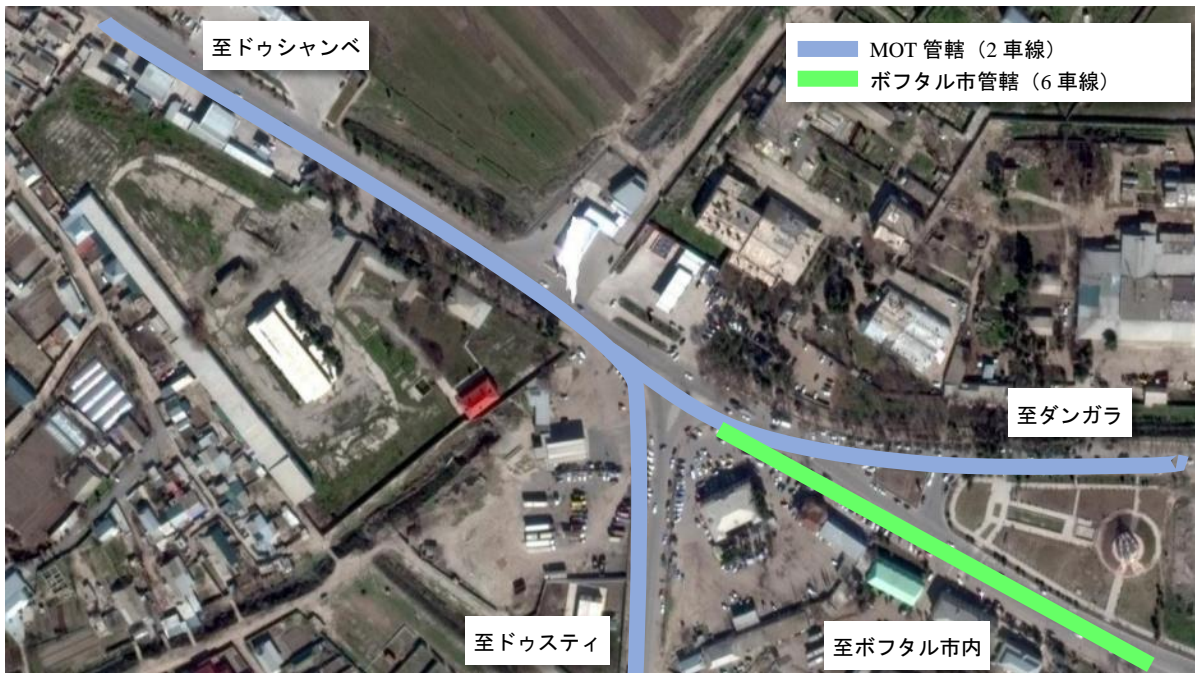 至ドゥシャンベ
MOT 管轄（2 車線）
ボフタル市管轄（6 車線）
至ダンガラ
至ドゥスティ
至ボフタル市内